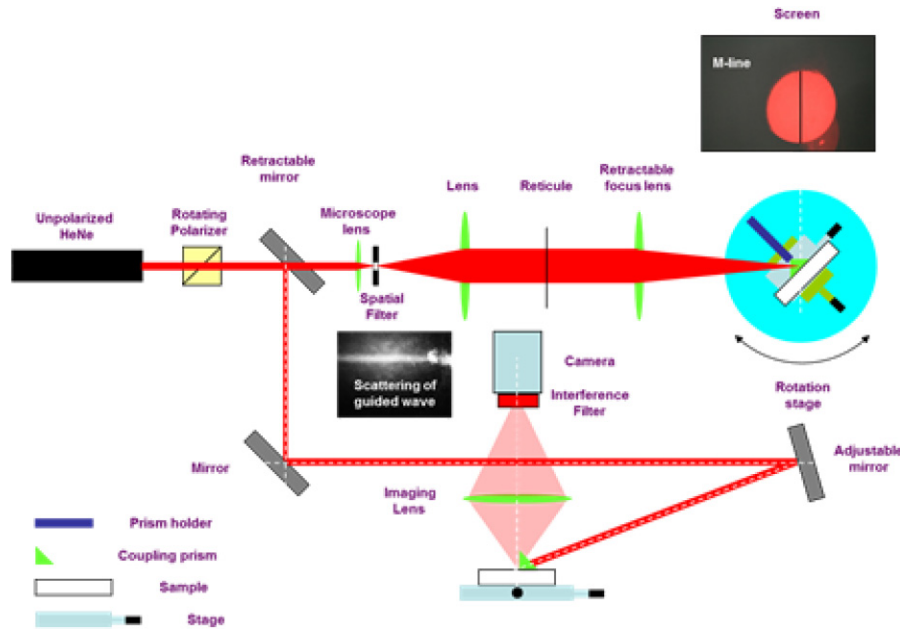 Screen
M-line
Retractable
mirror
Lens
Reticule
Retractable
focus lens
Unpolarized
HeNe
Rotating
Polarizer
Microscope
lens
Spatial
Filter
Scattering of
guided wave
Camera
Interference
Filter
Rotation
stage
Mirror
Adjustable
mirror
Imaging
Lens
Prism holder
Coupling prism
Sample
Stage